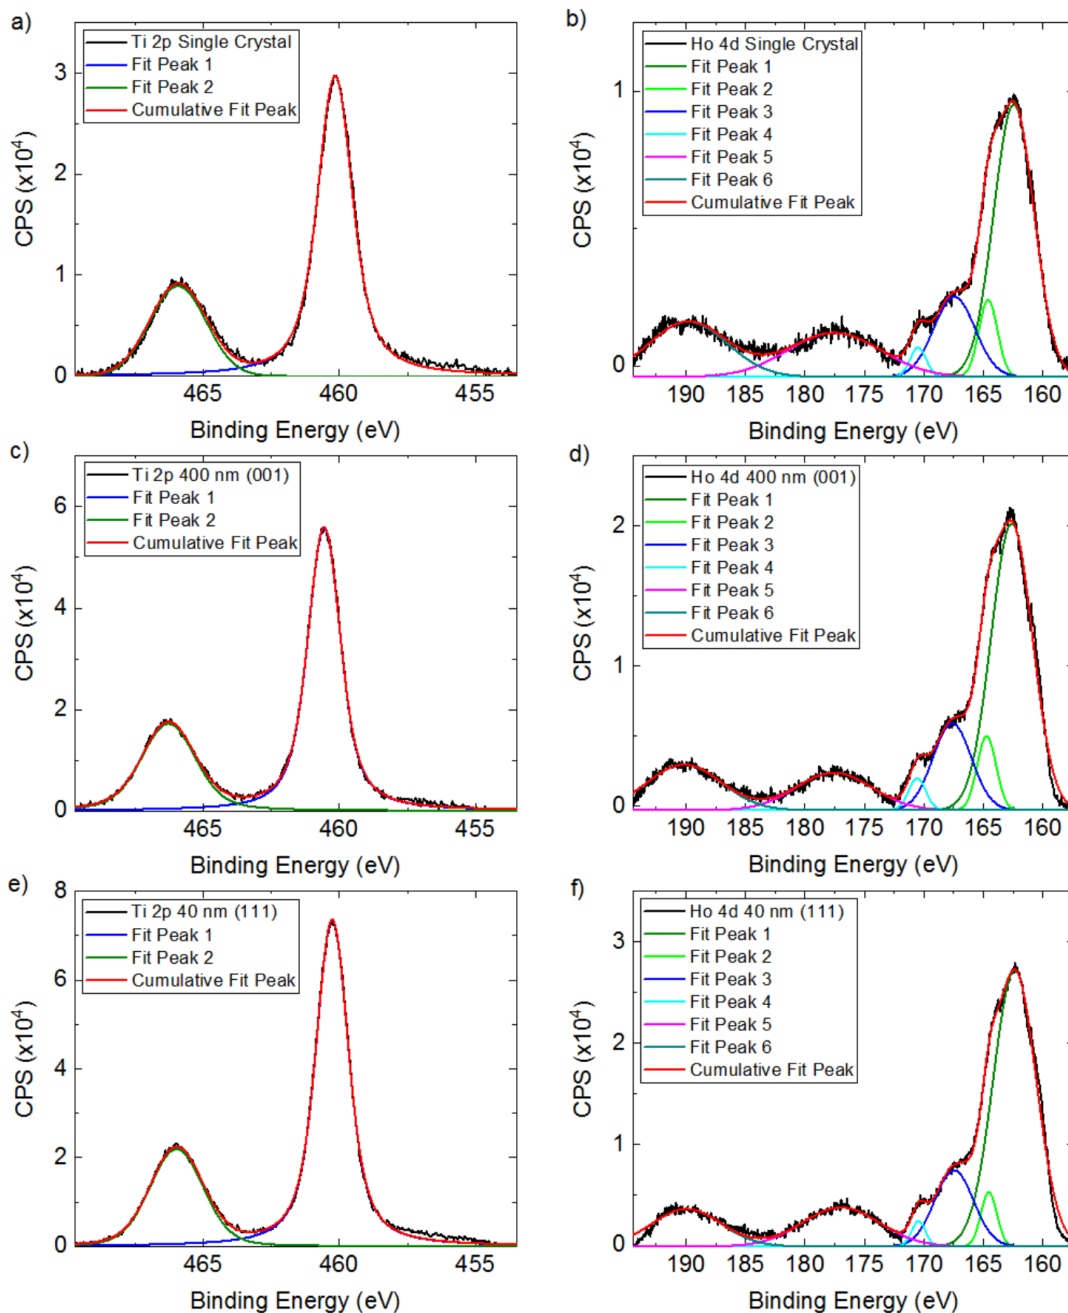 a)
Ti 2p Single Crystal
Fit Peak 1
Fit Peak 2
Cumulative Fit Peak
3
2
1
0
CPS (x10⁴)
465
460
455
Binding Energy (eV)
b)
Ho 4d Single Crystal
Fit Peak 1
Fit Peak 2
Fit Peak 3
Fit Peak 4
Fit Peak 5
Fit Peak 6
Cumulative Fit Peak
1
0
CPS (x10⁴)
190
185
180
175
170
165
160
Binding Energy (eV)
c)
Ti 2p 400 nm (001)
Fit Peak 1
Fit Peak 2
Cumulative Fit Peak
6
4
2
0
CPS (x10⁴)
465
460
455
Binding Energy (eV)
d)
Ho 4d 400 nm (001)
Fit Peak 1
Fit Peak 2
Fit Peak 3
Fit Peak 4
Fit Peak 5
Fit Peak 6
Cumulative Fit Peak
2
1
0
CPS (x10⁴)
190
185
180
175
170
165
160
Binding Energy (eV)
e)
Ti 2p 40 nm (111)
Fit Peak 1
Fit Peak 2
Cumulative Fit Peak
8
6
4
2
0
CPS (x10⁴)
465
460
455
Binding Energy (eV)
f)
Ho 4d 40 nm (111)
Fit Peak 1
Fit Peak 2
Fit Peak 3
Fit Peak 4
Fit Peak 5
Fit Peak 6
Cumulative Fit Peak
3
2
1
0
CPS (x10⁴)
190
185
180
175
170
165
160
Binding Energy (eV)